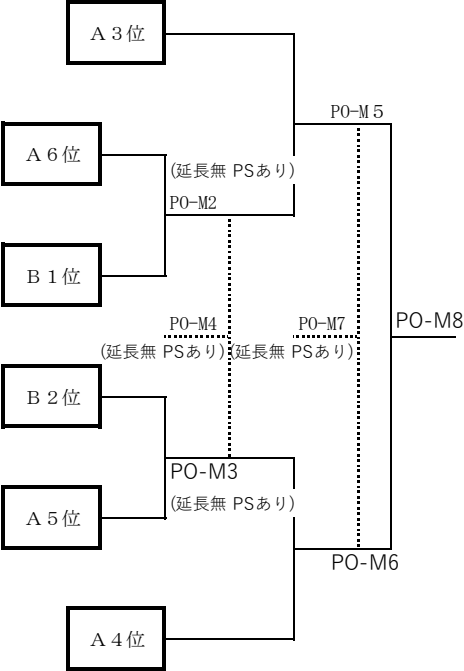 Ａ３位
PO-M５
Ａ６位
(延長無 PSあり)
PO-M2
Ｂ１位
PO-M4
PO-M7
PO-M8
(延長無 PSあり)
(延長無 PSあり)
Ｂ２位
PO-M3
(延長無 PSあり)
Ａ５位
PO-M6
Ａ４位